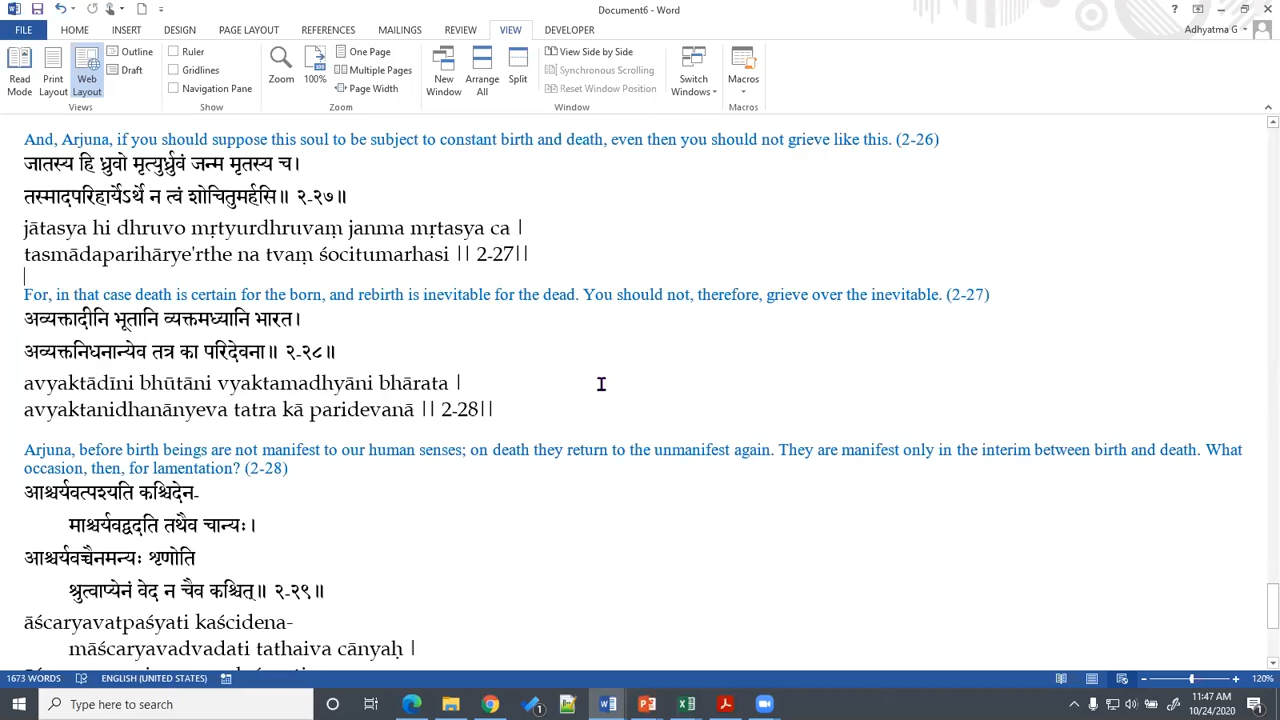 Document6 - Word
FILE HOME INSERT DESIGN PAGE LAYOUT REFERENCES MAILINGS REVIEW VIEW DEVELOPER
Adhyatma G
Read Mode
Print Layout
Web Layout
Outline
Draft
Views
Ruler
Gridlines
Navigation Pane
Show
Zoom
100%
One Page
Multiple Pages
Page Width
Zoom
New Window
Arrange All
Split
View Side by Side
Synchronous Scrolling
Reset Window Position
Window
Switch Windows
Macros
Macros
And, Arjuna, if you should suppose this soul to be subject to constant birth and death, even then you should not grieve like this. (2-26)
जातस्य हि ध्रुवो मृत्युर्ध्रुवं जन्म मृतस्य च।
तस्मादपरिहार्येऽर्थे न त्वं शोचितुमर्हसि॥ २-२७॥
jātasya hi dhruvo mṛtyurdhruvaṃ janma mṛtasya ca |
tasmādaparihārye'rthe na tvaṃ śocitumarhasi || 2-27||
For, in that case death is certain for the born, and rebirth is inevitable for the dead. You should not, therefore, grieve over the inevitable. (2-27)
अव्यक्तादीनि भूतानि व्यक्तमध्यानि भारत।
अव्यक्तनिधनान्येव तत्र का परिदेवना॥ २-२८॥
avyaktādīni bhūtāni vyaktamadhyāni bhārata |
avyaktanidhanānyeva tatra kā paridevanā || 2-28||
Arjuna, before birth beings are not manifest to our human senses; on death they return to the unmanifest again. They are manifest only in the interim between birth and death. What
occasion, then, for lamentation? (2-28)
आश्चर्यवत्पश्यति कश्चिदेन-
माश्चर्यवद्वदति तथैव चान्यः।
आश्चर्यवच्चैनमन्यः शृणोति
श्रुत्वाप्येनं वेद न चैव कश्चित्॥ २-२९॥
āścaryavatpaśyati kaścidena-
māścaryavadvadati tathaiva cānyaḥ |
1673 WORDS ENGLISH (UNITED STATES) 120%
Type here to search
11:47 AM
10/24/2020